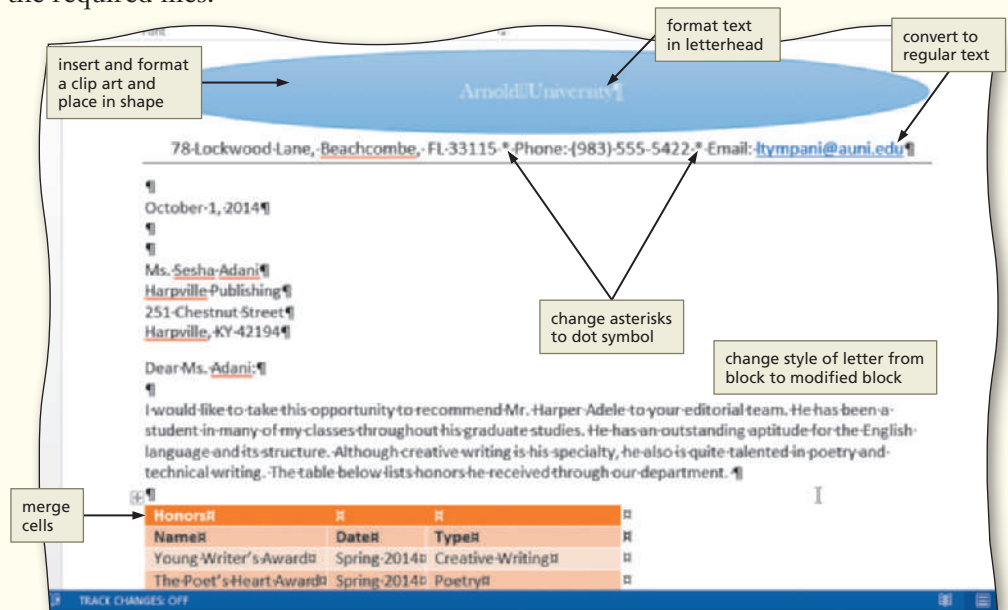 the required files.
format text
in letterhead
convert to
regular text
insert and format
a clip art and
place in shape
Arnold University¶
78·Lockwood·Lane,·Beachcombe,·FL·33115·*·Phone:·(983)·555-5422·*·Email:·ltympani@auni.edu¶
¶
October·1,·2014¶
¶
¶
Ms.·Sesha·Adani¶
Harpville·Publishing¶
251·Chestnut·Street¶
Harpville,·KY·42194¶
change asterisks
to dot symbol
change style of letter from
block to modified block
Dear·Ms.·Adani:¶
¶
I·would·like·to·take·this·opportunity·to·recommend·Mr.·Harper·Adele·to·your·editorial·team.·He·has·been·a·
student·in·many·of·my·classes·throughout·his·graduate·studies.·He·has·an·outstanding·aptitude·for·the·English·
language·and·its·structure.·Although·creative·writing·is·his·specialty,·he·also·is·quite·talented·in·poetry·and·
technical·writing.·The·table·below·lists·honors·he·received·through·our·department.·¶
¶
merge
cells
Honors¤ ¤ ¤ ¤
Name¤ Date¤ Type¤ ¤
Young·Writer's·Award¤ Spring·2014¤ Creative·Writing¤ ¤
The·Poet's·Heart·Award¤ Spring·2014¤ Poetry¤ ¤
TRACK CHANGES: OFF